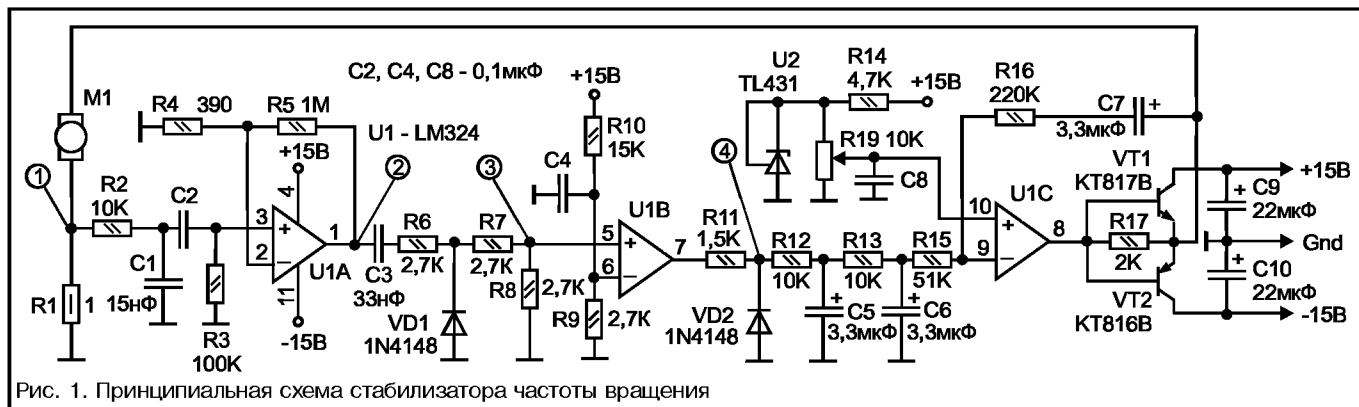 M1
R4
390
R5 1M
+15В
4
C2, C4, C8 - 0,1мкФ
U1 - LM324
+15В
R10
15K
C4
U2
TL431
R14
4,7K
+15В
R19 10K
C8
R16
220K
C7
+
3,3мкФ
VT1
КТ817В
+15В
C9
22мкФ
Gnd
C10
22мкФ
-15В
R17
2K
VT2
КТ816В
1
R2
10K
C2
C1
15нФ
R1
1
R3
100K
3
2
+
−
1
U1A
11
-15В
2
C3
33нФ
R6
2,7K
VD1
1N4148
R7
2,7K
3
R8
2,7K
R9
2,7K
5
6
+
−
U1B
7
R11
1,5K
4
VD2
1N4148
R12
10K
C5
+
3,3мкФ
R13
10K
C6
+
3,3мкФ
R15
51K
10
9
+
−
U1C
8
+
+
Рис. 1. Принципиальная схема стабилизатора частоты вращения